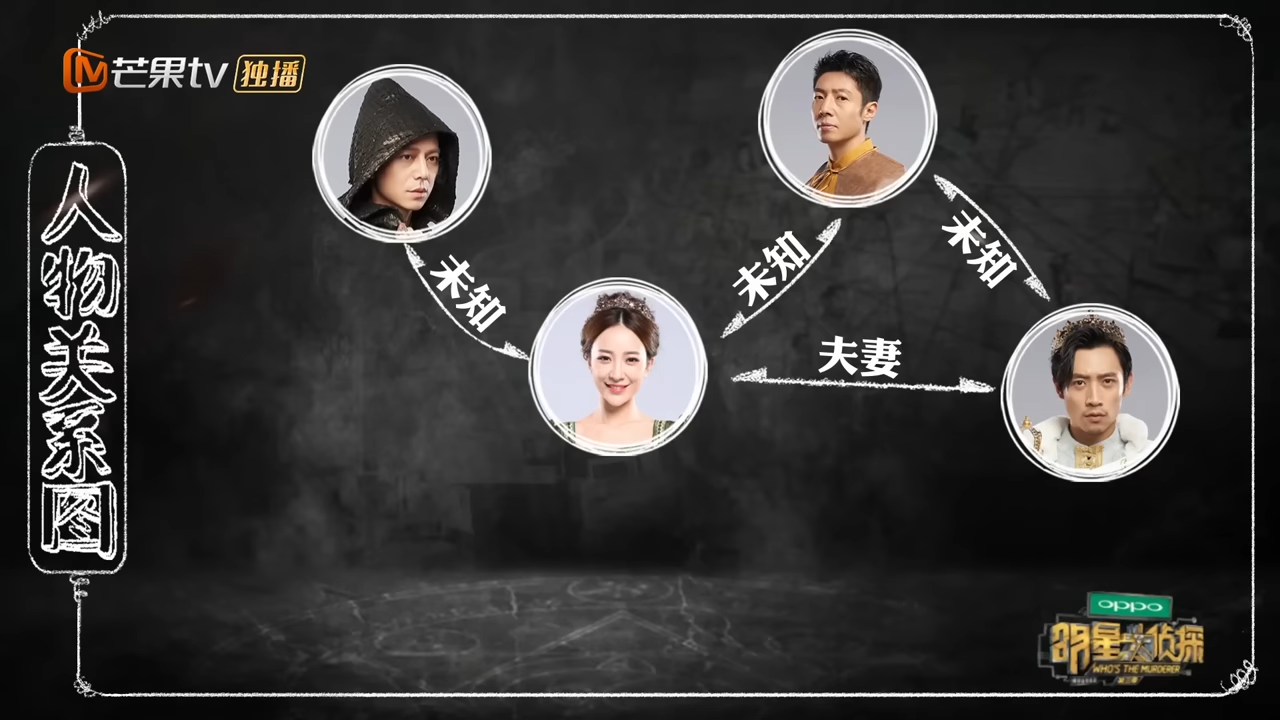 芒果tv 独播
人物关系图
未知
未知
未知
夫妻
oppo
明星大侦探
WHO'S THE MURDERER